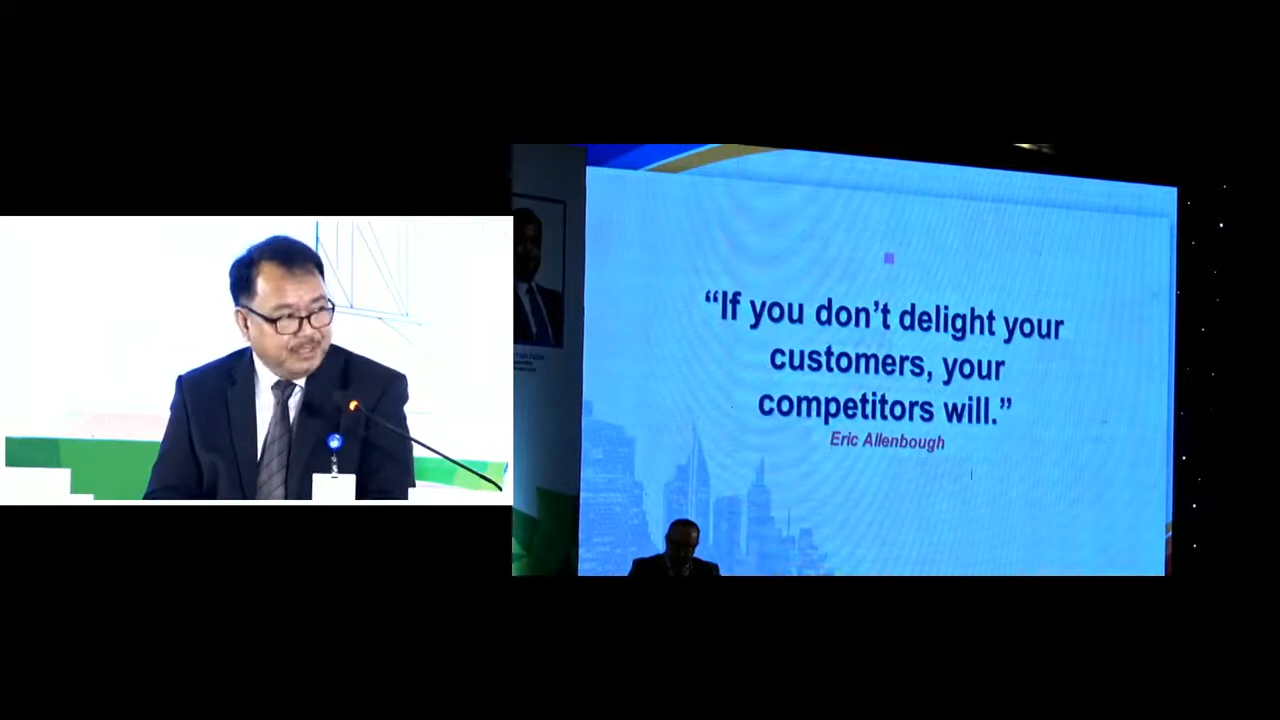 “If you don’t delight your
customers, your
competitors will.”
Eric Allenbough